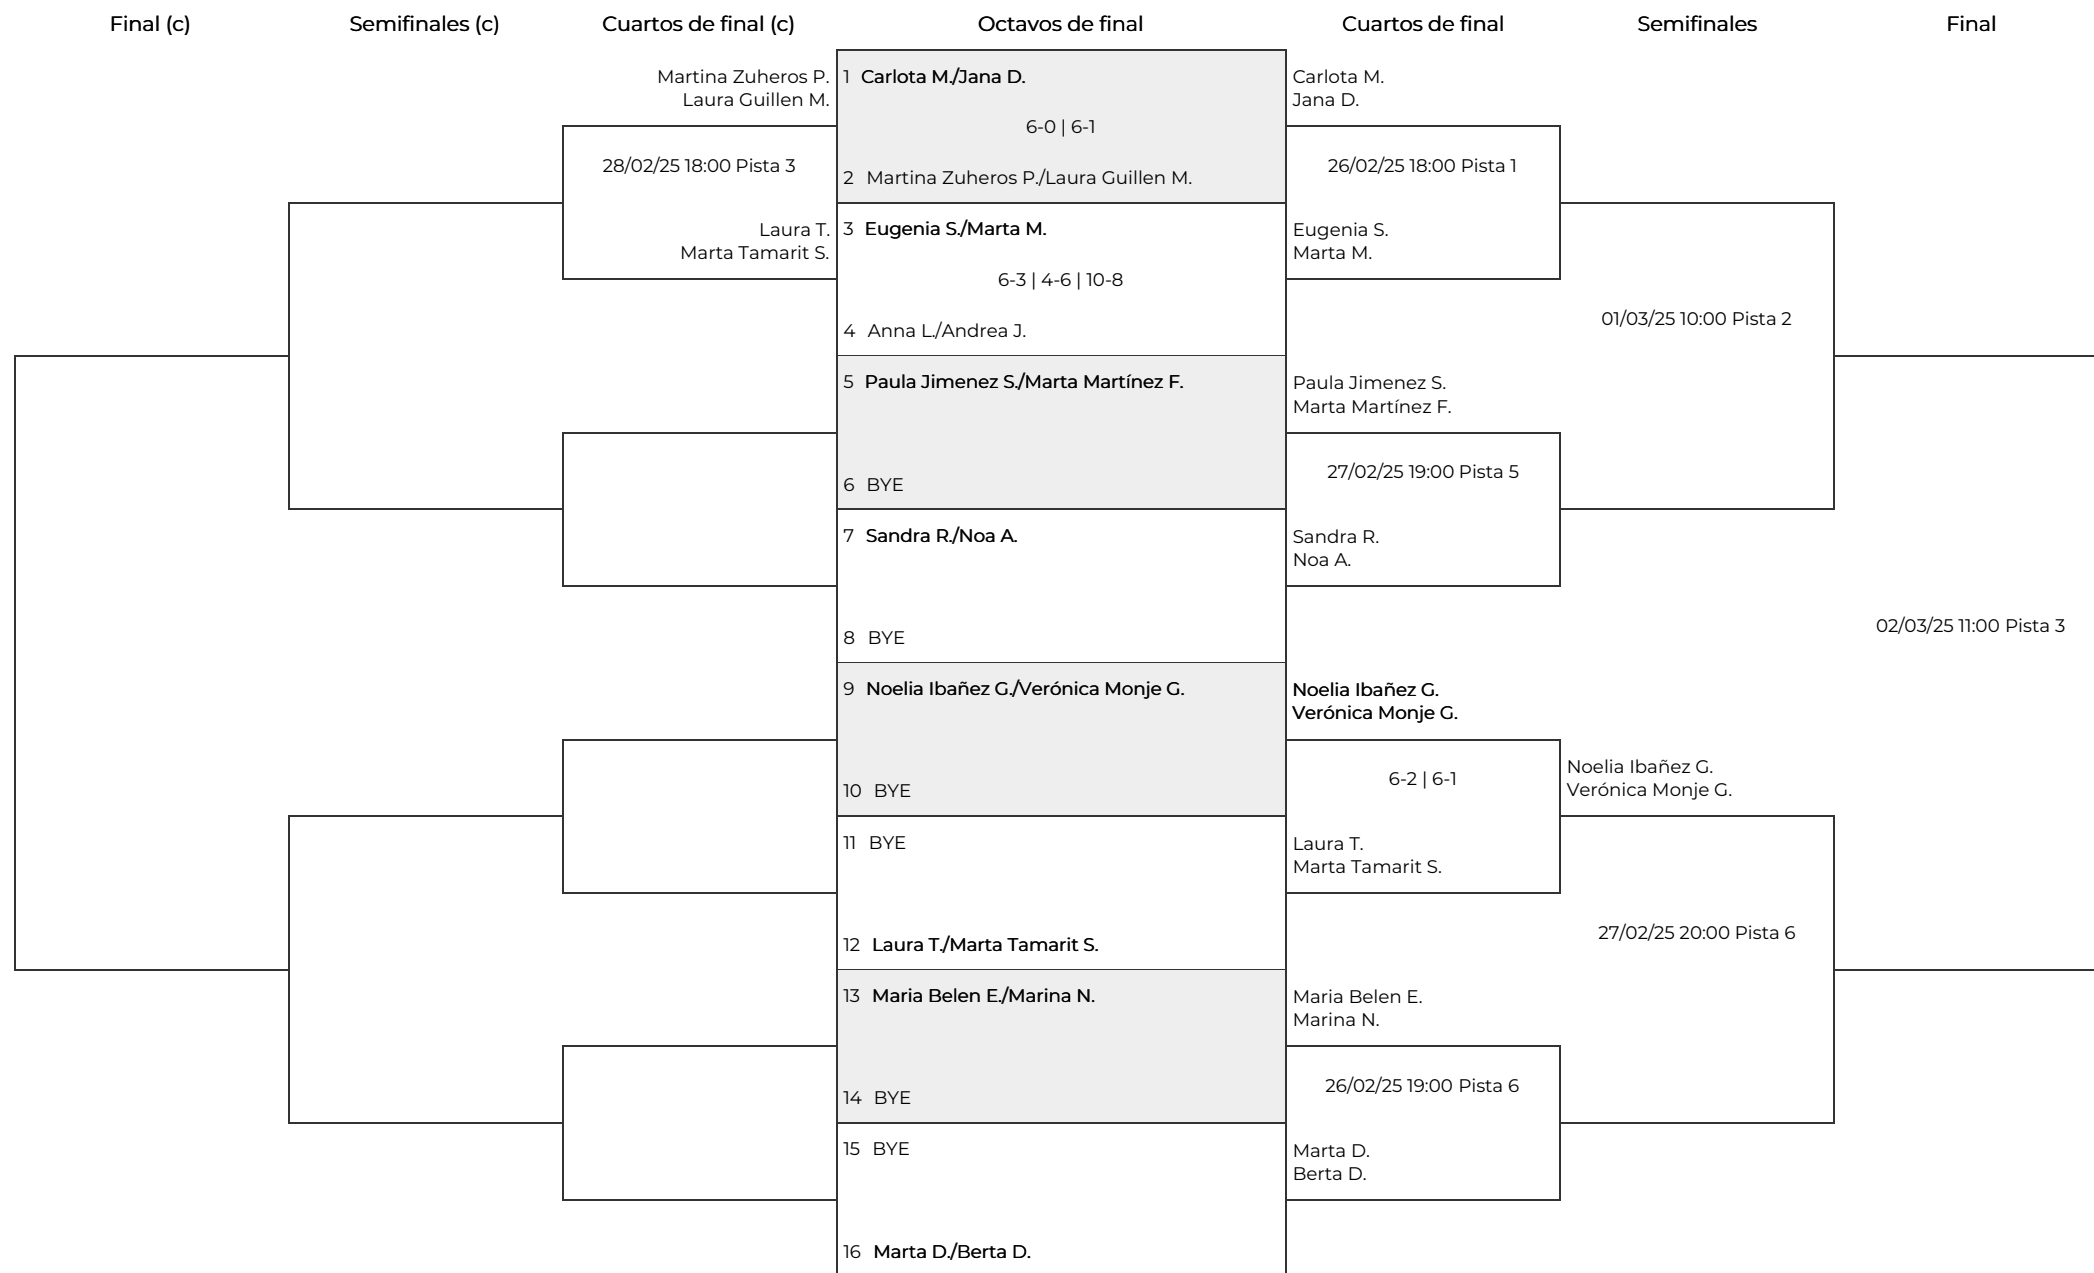 Final (c)
Semifinales (c)
Cuartos de final (c)
Octavos de final
Cuartos de final
Semifinales
Final
Martina Zuheros P.
Laura Guillen M.
28/02/25 18:00 Pista 3
Laura T.
Marta Tamarit S.
1 Carlota M./Jana D.
6-0 | 6-1
2 Martina Zuheros P./Laura Guillen M.
3 Eugenia S./Marta M.
6-3 | 4-6 | 10-8
4 Anna L./Andrea J.
5 Paula Jimenez S./Marta Martínez F.
6 BYE
7 Sandra R./Noa A.
8 BYE
9 Noelia Ibañez G./Verónica Monje G.
10 BYE
11 BYE
12 Laura T./Marta Tamarit S.
13 Maria Belen E./Marina N.
14 BYE
15 BYE
16 Marta D./Berta D.
Carlota M.
Jana D.
26/02/25 18:00 Pista 1
Eugenia S.
Marta M.
Paula Jimenez S.
Marta Martínez F.
27/02/25 19:00 Pista 5
Sandra R.
Noa A.
Noelia Ibañez G.
Verónica Monje G.
6-2 | 6-1
Laura T.
Marta Tamarit S.
Maria Belen E.
Marina N.
26/02/25 19:00 Pista 6
Marta D.
Berta D.
01/03/25 10:00 Pista 2
Noelia Ibañez G.
Verónica Monje G.
27/02/25 20:00 Pista 6
02/03/25 11:00 Pista 3